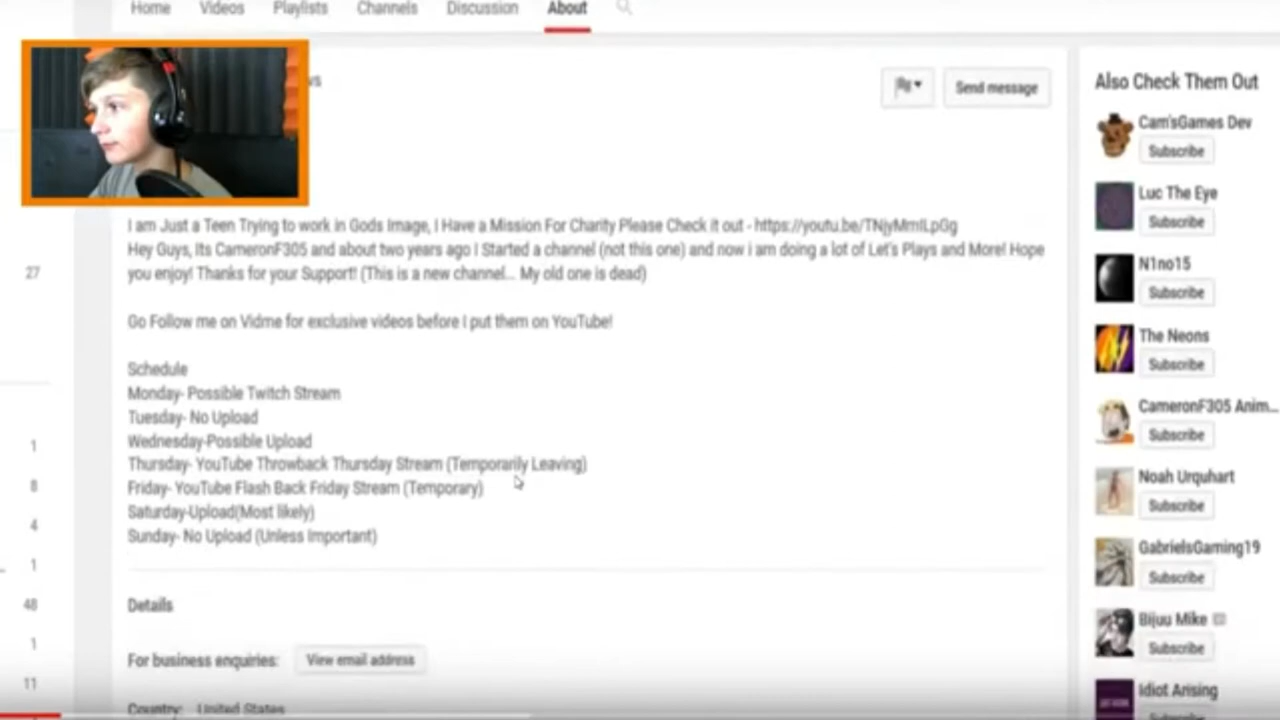 Home Videos Playlists Channels Discussion About
Also Check Them Out
Send message
Cam'sGames Dev
Subscribe
Luc The Eye
Subscribe
N1no15
Subscribe
The Neons
Subscribe
CameronF305 Anim...
Subscribe
Noah Urquhart
Subscribe
GabrielsGaming19
Subscribe
Bijuu Mike
Subscribe
Idiot Arising
I am Just a Teen Trying to work in Gods Image, I Have a Mission For Charity Please Check it out -
Hey Guys, Its CameronF305 and about two years ago I Started a channel (not this one) and now i am doing a lot of Let's Plays and More! Hope
you enjoy! Thanks for your Support! (This is a new channel... My old one is dead)
Go Follow me on Vidme for exclusive videos before I put them on YouTube!
Schedule
Monday- Possible Twitch Stream
Tuesday- No Upload
Wednesday-Possible Upload
Thursday- YouTube Throwback Thursday Stream (Temporarily Leaving)
Friday- YouTube Flash Back Friday Stream (Temporary)
Saturday-Upload(Most likely)
Sunday- No Upload (Unless Important)
Details
For business enquiries: View email address
Country: United States
27
1
8
4
1
48
1
11